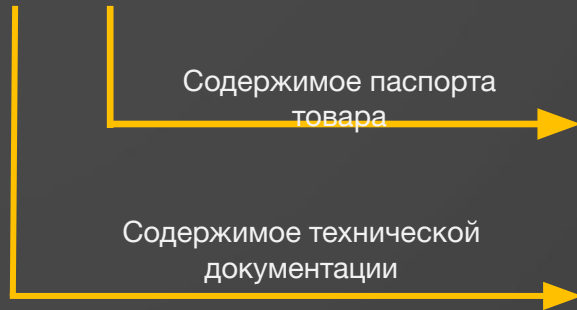 Содержимое паспорта
товара
Содержимое технической
документации